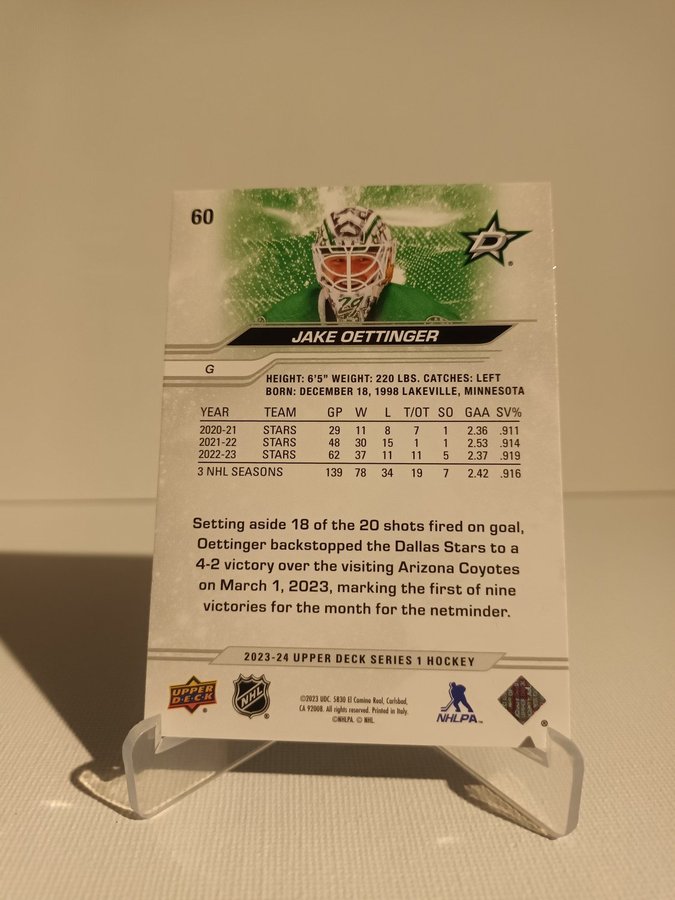 60
D
29
JAKE OETTINGER
G
HEIGHT: 6'5" WEIGHT: 220 LBS. CATCHES: LEFT
BORN: DECEMBER 18, 1998 LAKEVILLE, MINNESOTA
YEAR TEAM GP W L T/OT SO GAA SV%
2020-21 STARS 29 11 8 7 1 2.36 .911
2021-22 STARS 48 30 15 1 1 2.53 .914
2022-23 STARS 62 37 11 11 5 2.37 .919
3 NHL SEASONS 139 78 34 19 7 2.42 .916
Setting aside 18 of the 20 shots fired on goal,
Oettinger backstopped the Dallas Stars to a
4-2 victory over the visiting Arizona Coyotes
on March 1, 2023, marking the first of nine
victories for the month for the netminder.
2023-24 UPPER DECK SERIES 1 HOCKEY
UPPER
DECK
NHL
©2023 UDC. 5830 El Camino Real, Carlsbad,
CA 92008. All rights reserved. Printed in Italy.
©NHLPA. © NHL.
NHLPA™